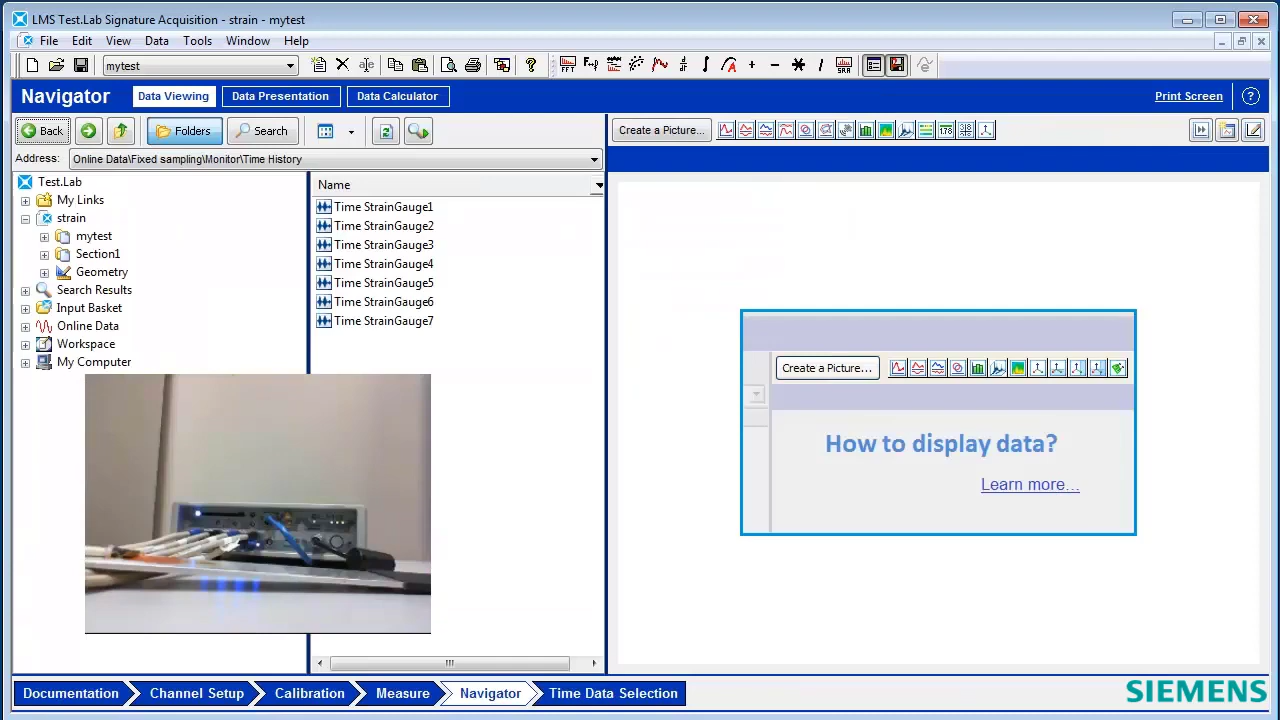 LMS Test.Lab Signature Acquisition - strain - mytest
File Edit View Data Tools Window Help
mytest
Navigator Data Viewing Data Presentation Data Calculator Print Screen
Back Folders Search Create a Picture...
Address: Online Data\Fixed sampling\Monitor\Time History
Test.Lab
My Links
strain
mytest
Section1
Geometry
Search Results
Input Basket
Online Data
Workspace
My Computer
Name
Time StrainGauge1
Time StrainGauge2
Time StrainGauge3
Time StrainGauge4
Time StrainGauge5
Time StrainGauge6
Time StrainGauge7
Create a Picture...
How to display data?
Learn more...
Documentation Channel Setup Calibration Measure Navigator Time Data Selection
SIEMENS